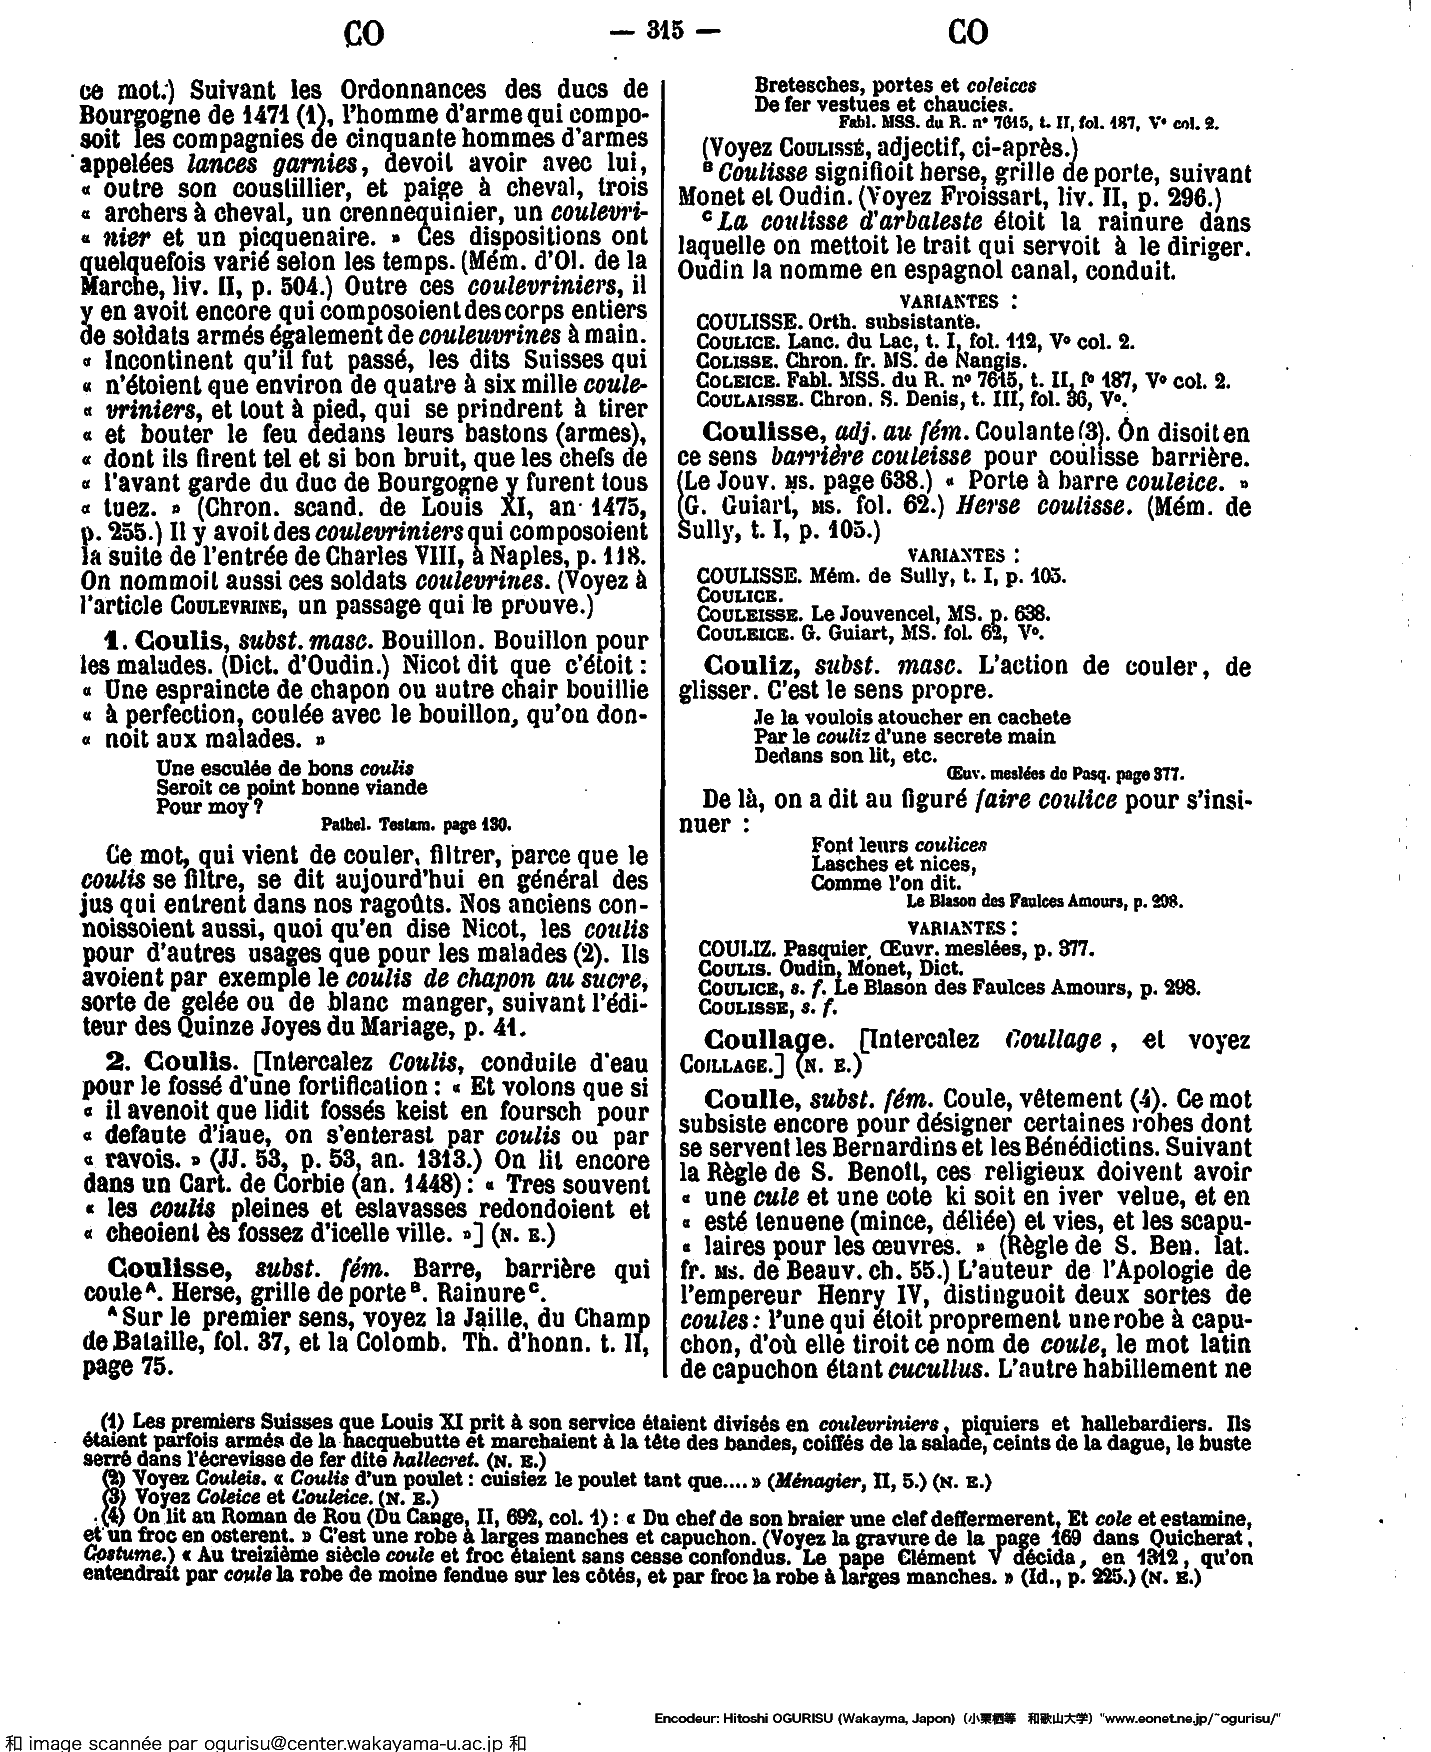 CO
— 315 —
CO
ce mot.) Suivant les Ordonnances des ducs de
Bourgogne de 1471 (1), l'homme d'arme qui compo-
soit les compagnies de cinquante hommes d'armes
appelées lances garnies, devoit avoir avec lui,
« outre son coustillier, et paige à cheval, trois
« archers à cheval, un crennequinier, un coulevri-
« nier et un picquenaire. » Ces dispositions ont
quelquefois varié selon les temps. (Mém. d'Ol. de la
Marche, liv. II, p. 504.) Outre ces coulevriniers, il
y en avoit encore qui composoient des corps entiers
de soldats armés également de couleuvrines à main.
« Incontinent qu'il fut passé, les dits Suisses qui
« n'étoient que environ de quatre à six mille coule-
« vriniers, et tout à pied, qui se prindrent à tirer
« et bouter le feu dedans leurs bastons (armes),
« dont ils firent tel et si bon bruit, que les chefs de
« l'avant garde du duc de Bourgogne y furent tous
« tuez. » (Chron. scand. de Louis XI, an 1475,
p. 255.) Il y avoit des coulevriniers qui composoient
la suite de l'entrée de Charles VIII, à Naples, p. 118.
On nommoit aussi ces soldats coulevrines. (Voyez à
l'article COULEVRINE, un passage qui le prouve.)
1. Coulis, subst. masc. Bouillon. Bouillon pour
les malades. (Dict. d'Oudin.) Nicot dit que c'étoit :
« Une espraincte de chapon ou autre chair bouillie
« à perfection, coulée avec le bouillon, qu'on don-
« noit aux malades. »
Une esculée de bons coulis
Seroit ce point bonne viande
Pour moy ?
Pathel. Testam. page 130.
Ce mot, qui vient de couler, filtrer, parce que le
coulis se filtre, se dit aujourd'hui en général des
jus qui entrent dans nos ragoûts. Nos anciens con-
noissoient aussi, quoi qu'en dise Nicot, les coulis
pour d'autres usages que pour les malades (2). Ils
avoient par exemple le coulis de chapon au sucre,
sorte de gelée ou de blanc manger, suivant l'édi-
teur des Quinze Joyes du Mariage, p. 41.
2. Coulis. [Intercalez Coulis, conduite d'eau
pour le fossé d'une fortification : « Et volons que si
« il avenoit que lidit fossés keist en foursch pour
« defaute d'iaue, on s'enterast par coulis ou par
« ravois. » (JJ. 53, p. 53, an. 1313.) On lit encore
dans un Cart. de Corbie (an. 1448) : « Tres souvent
« les coulis pleines et eslavasses redondoient et
« cheoient ès fossez d'icelle ville. »] (N. E.)
Coulisse, subst. fém. Barre, barrière qui
coule A. Herse, grille de porte B. Rainure C.
A Sur le premier sens, voyez la Jaille, du Champ
de Bataille, fol. 37, et la Colomb. Th. d'honn. t. II,
page 75.
Bretesches, portes et coleices
De fer vestues et chaucies.
Fabl. MSS. du R. n° 7615, t. II, fol. 187, V° col. 2.
(Voyez COULISSÉ, adjectif, ci-après.)
B Coulisse signifioit herse, grille de porte, suivant
Monet et Oudin. (Voyez Froissart, liv. II, p. 296.)
C La coulisse d'arbaleste étoit la rainure dans
laquelle on mettoit le trait qui servoit à le diriger.
Oudin la nomme en espagnol canal, conduit.
VARIANTES :
COULISSE. Orth. subsistante.
COULICE. Lanc. du Lac, t. I, fol. 112, V° col. 2.
COLISSE. Chron. fr. MS. de Nangis.
COLEICE. Fabl. MSS. du R. n° 7615, t. II, f° 187, V° col. 2.
COULAISSE. Chron. S. Denis, t. III, fol. 36, V°.
Coulisse, adj. au fém. Coulante (3). On disoit en
ce sens barrière couleisse pour coulisse barrière.
(Le Jouv. MS. page 638.) « Porte à barre couleice. »
(G. Guiart, MS. fol. 62.) Herse coulisse. (Mém. de
Sully, t. I, p. 105.)
VARIANTES :
COULISSE. Mém. de Sully, t. I, p. 105.
COULICE.
COULEISSE. Le Jouvencel, MS. p. 638.
COULEICE. G. Guiart, MS. fol. 62, V°.
Couliz, subst. masc. L'action de couler, de
glisser. C'est le sens propre.
Je la voulois atoucher en cachete
Par le couliz d'une secrete main
Dedans son lit, etc.
Œuv. meslées de Pasq. page 377.
De là, on a dit au figuré faire coulice pour s'insi-
nuer :
Font leurs coulices
Lasches et nices,
Comme l'on dit.
Le Blason des Faulces Amours, p. 298.
VARIANTES :
COULIZ. Pasquier, Œuvr. meslées, p. 377.
COULIS. Oudin, Monet, Dict.
COULICE, s. f. Le Blason des Faulces Amours, p. 298.
COULISSE, s. f.
Coullage. [Intercalez Coullage, et voyez
COILLAGE.] (N. E.)
Coulle, subst. fém. Coule, vêtement (4). Ce mot
subsiste encore pour désigner certaines robes dont
se servent les Bernardins et les Bénédictins. Suivant
la Règle de S. Benoît, ces religieux doivent avoir
« une cule et une cote ki soit en iver velue, et en
« esté tenuene (mince, déliée) et vies, et les scapu-
« laires pour les œuvres. » (Règle de S. Ben. lat.
fr. MS. de Beauv. ch. 55.) L'auteur de l'Apologie de
l'empereur Henry IV, distinguoit deux sortes de
coules : l'une qui étoit proprement une robe à capu-
chon, d'où elle tiroit ce nom de coule, le mot latin
de capuchon étant cucullus. L'autre habillement ne
(1) Les premiers Suisses que Louis XI prit à son service étaient divisés en coulevriniers, piquiers et hallebardiers. Ils
étaient parfois armés de la hacquebutte et marchaient à la tête des bandes, coiffés de la salade, ceints de la dague, le buste
serré dans l'écrevisse de fer dite hallecret. (N. E.)
(2) Voyez Couleis. « Coulis d'un poulet : cuisiez le poulet tant que.... » (Ménagier, II, 5.) (N. E.)
(3) Voyez Coleice et Couleice. (N. E.)
(4) On lit au Roman de Rou (Du Cange, II, 692, col. 1) : « Du chef de son braier une clef deffermerent, Et cole et estamine,
et un froc en osterent. » C'est une robe à larges manches et capuchon. (Voyez la gravure de la page 169 dans Quicherat,
Costume.) « Au treizième siècle coule et froc étaient sans cesse confondus. Le pape Clément V décida, en 1312, qu'on
entendrait par coule la robe de moine fendue sur les côtés, et par froc la robe à larges manches. » (Id., p. 225.) (N. E.)
Encodeur: Hitoshi OGURISU (Wakayma, Japon) (小栗栖等 和歌山大学) "www.eonet.ne.jp/~ogurisu/"
和 image scannée par ogurisu@center.wakayama-u.ac.jp 和